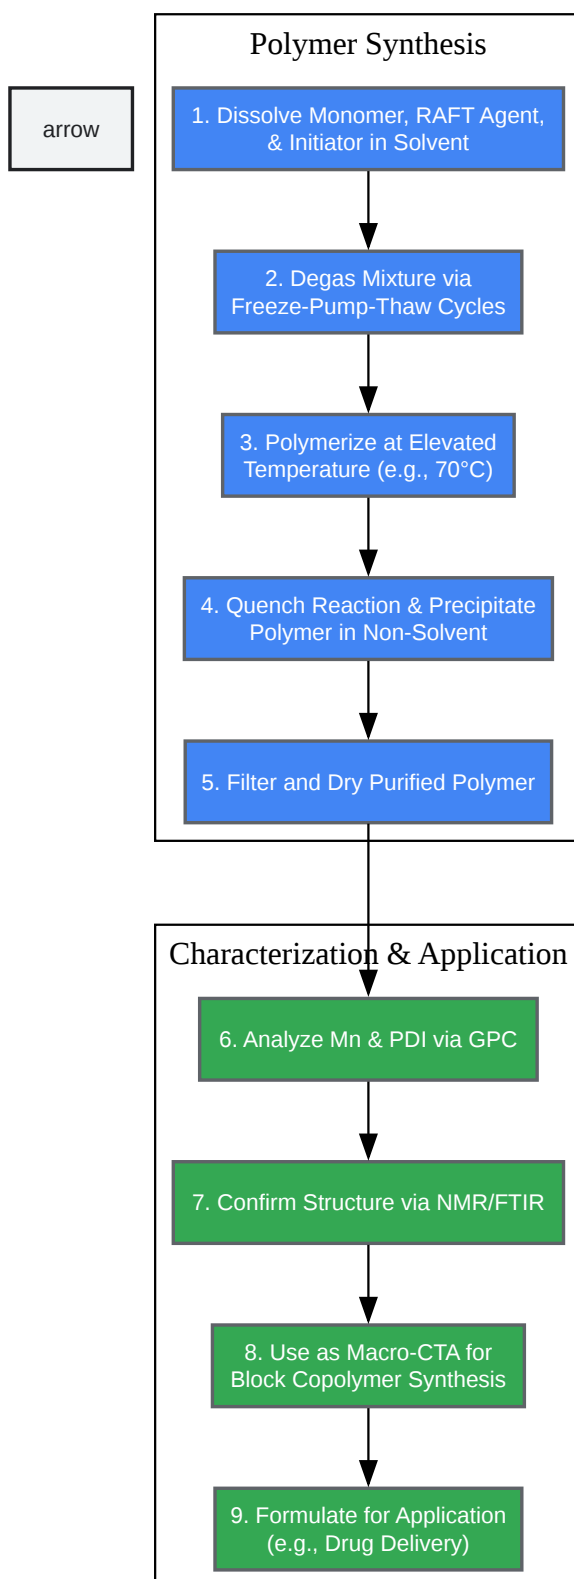 Polymer Synthesis
arrow
1. Dissolve Monomer, RAFT Agent,
& Initiator in Solvent
2. Degas Mixture via
Freeze-Pump-Thaw Cycles
3. Polymerize at Elevated
Temperature (e.g., 70°C)
4. Quench Reaction & Precipitate
Polymer in Non-Solvent
5. Filter and Dry Purified Polymer
Characterization & Application
6. Analyze Mn & PDI via GPC
7. Confirm Structure via NMR/FTIR
8. Use as Macro-CTA for
Block Copolymer Synthesis
9. Formulate for Application
(e.g., Drug Delivery)